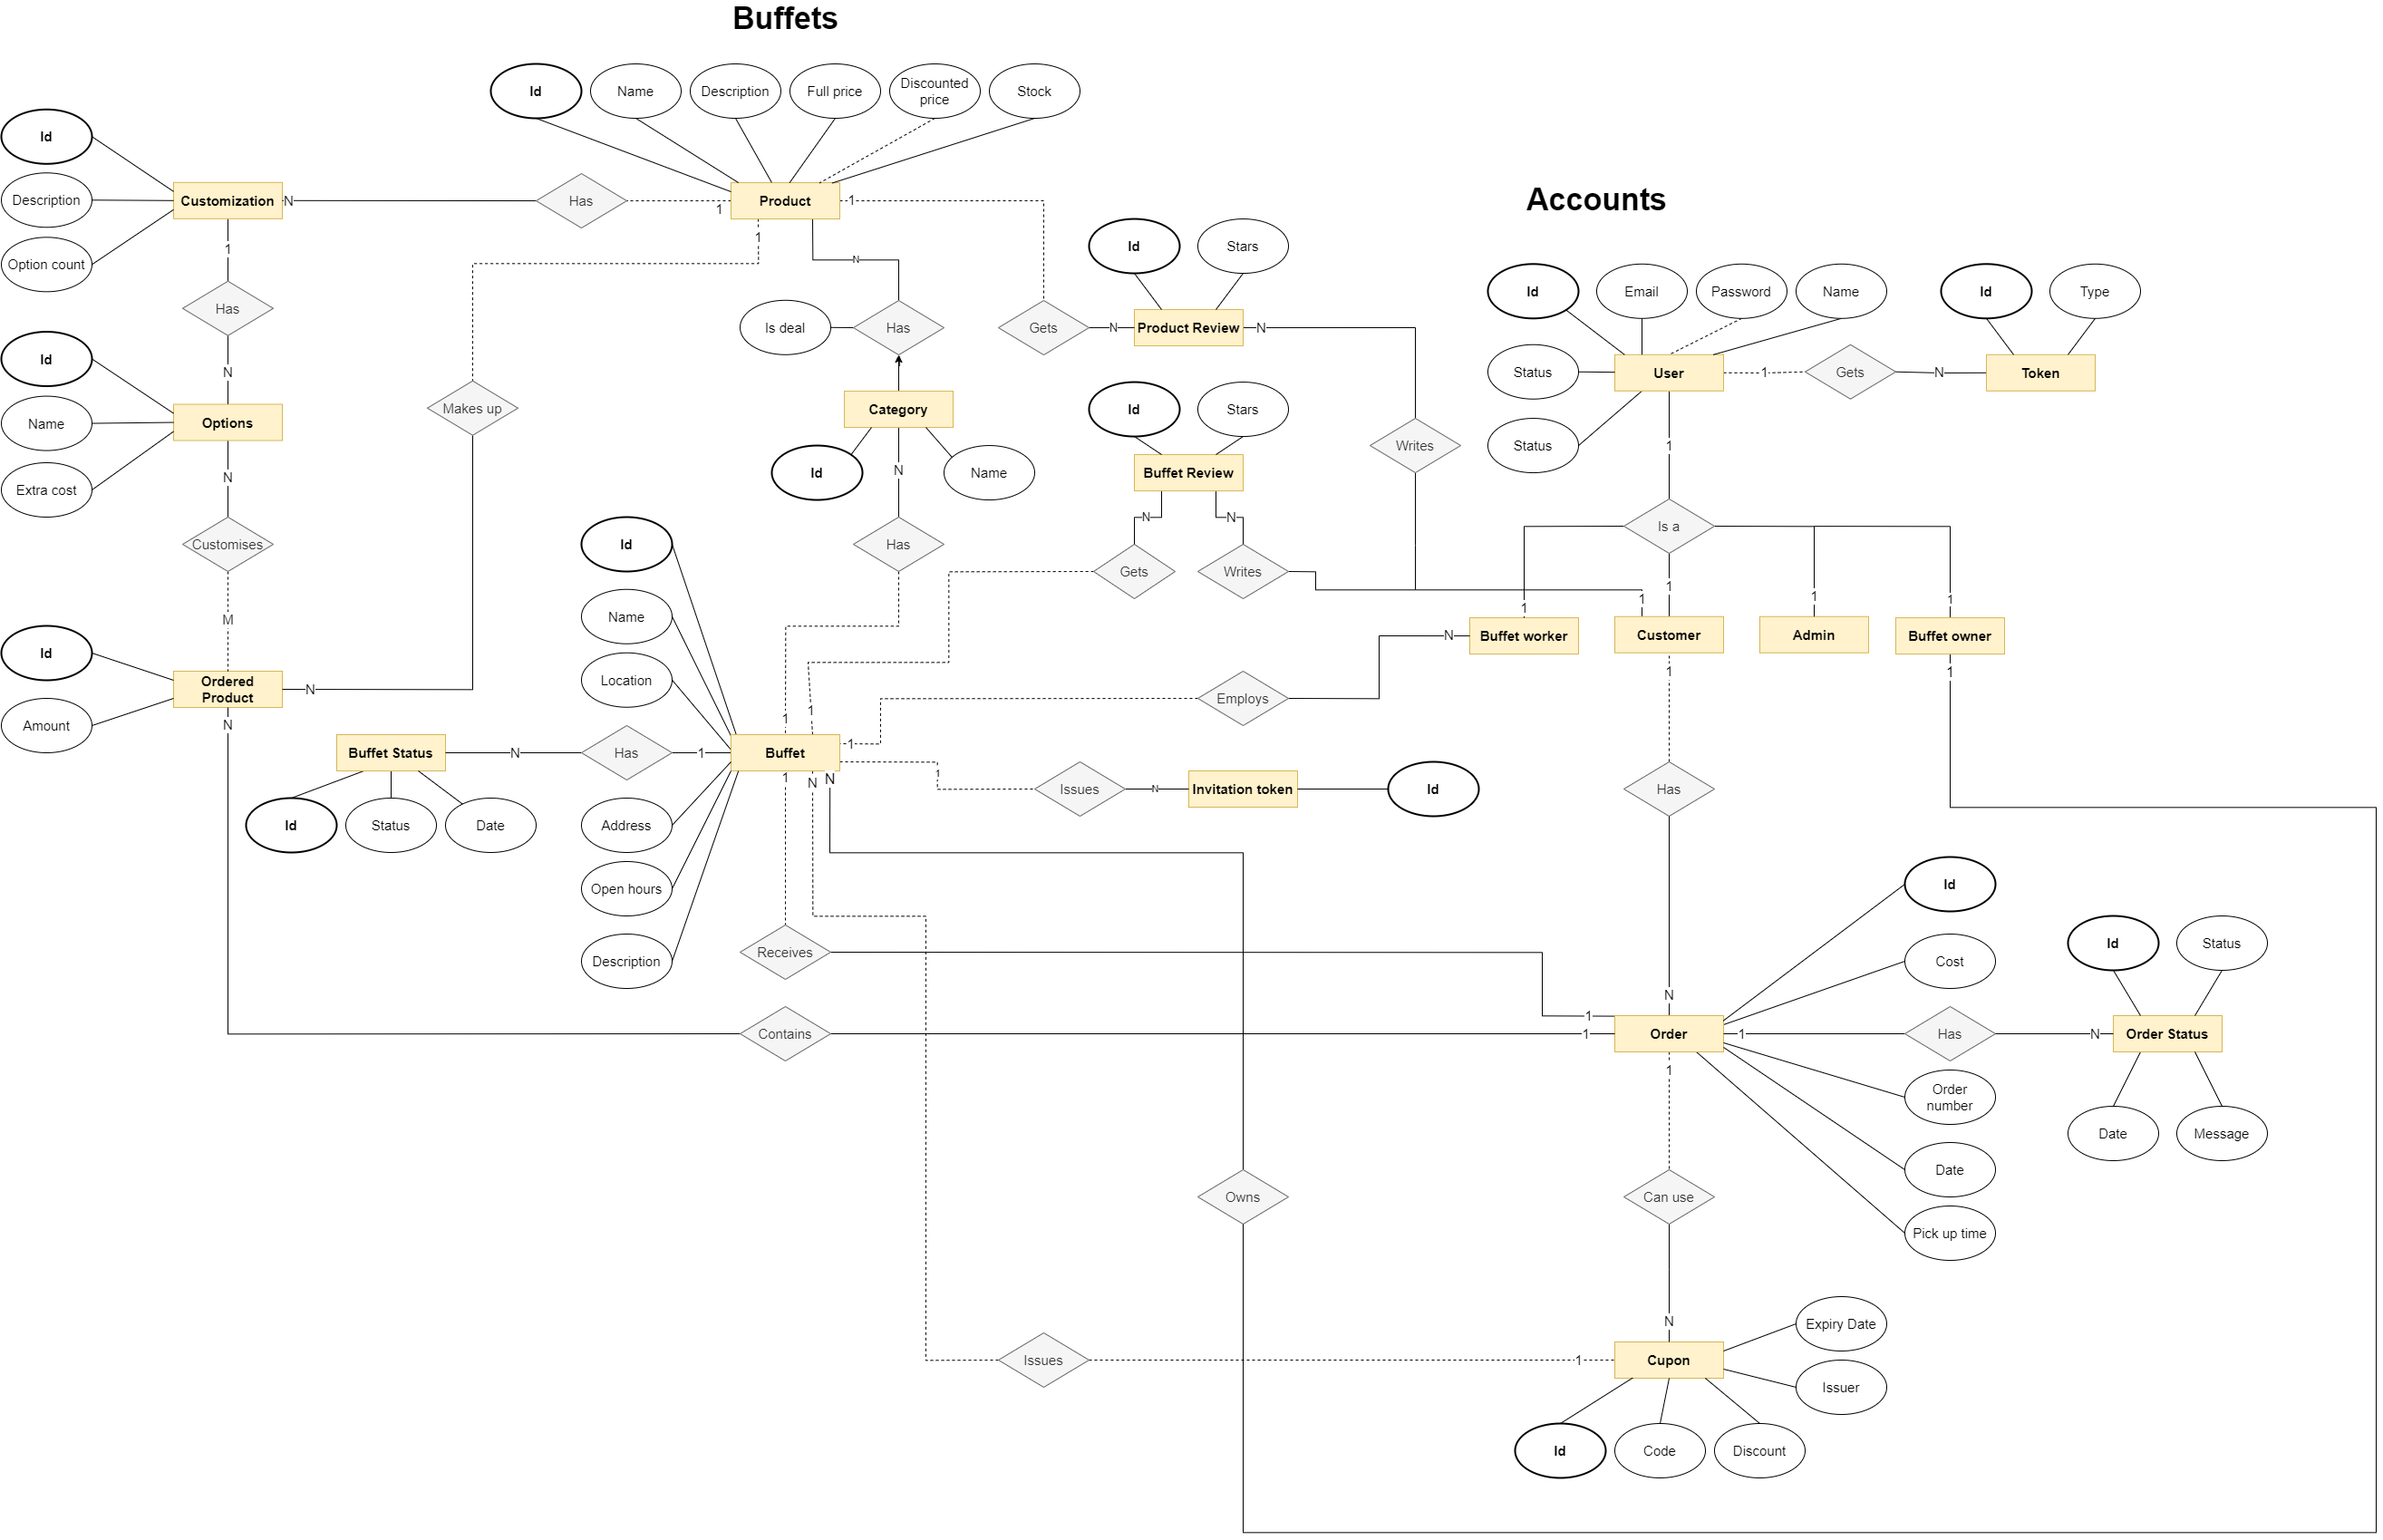 Buffets
Id
Name
Description
Full price
Discounted
price
Stock
Id
Description
Option count
Customization
N
Has
1
Product
1
1
N
1
Has
N
Id
Name
Extra cost
Options
N
Customises
M
Id
Amount
Ordered
Product
N
N
Makes up
Is deal
Has
Category
Id
Name
N
Has
Gets
N
Product Review
N
Id
Stars
Id
Stars
Buffet Review
N
N
Gets
Writes
Writes
Accounts
Id
Email
Password
Name
Status
Status
User
1
Gets
N
Token
Id
Type
1
Is a
1
1
1
1
1
Buffet worker
Customer
Admin
Buffet owner
N
1
1
Employs
Id
Name
Location
Address
Open hours
Description
Buffet Status
N
Has
1
Buffet
1
1
1
1
N
N
1
Id
Status
Date
Issues
N
Invitation token
Id
Has
N
Receives
1
Contains
1
Order
1
Has
N
Order Status
Id
Cost
Order
number
Date
Pick up time
Id
Status
Date
Message
1
Can use
N
Owns
Issues
1
Cupon
Expiry Date
Issuer
Id
Code
Discount